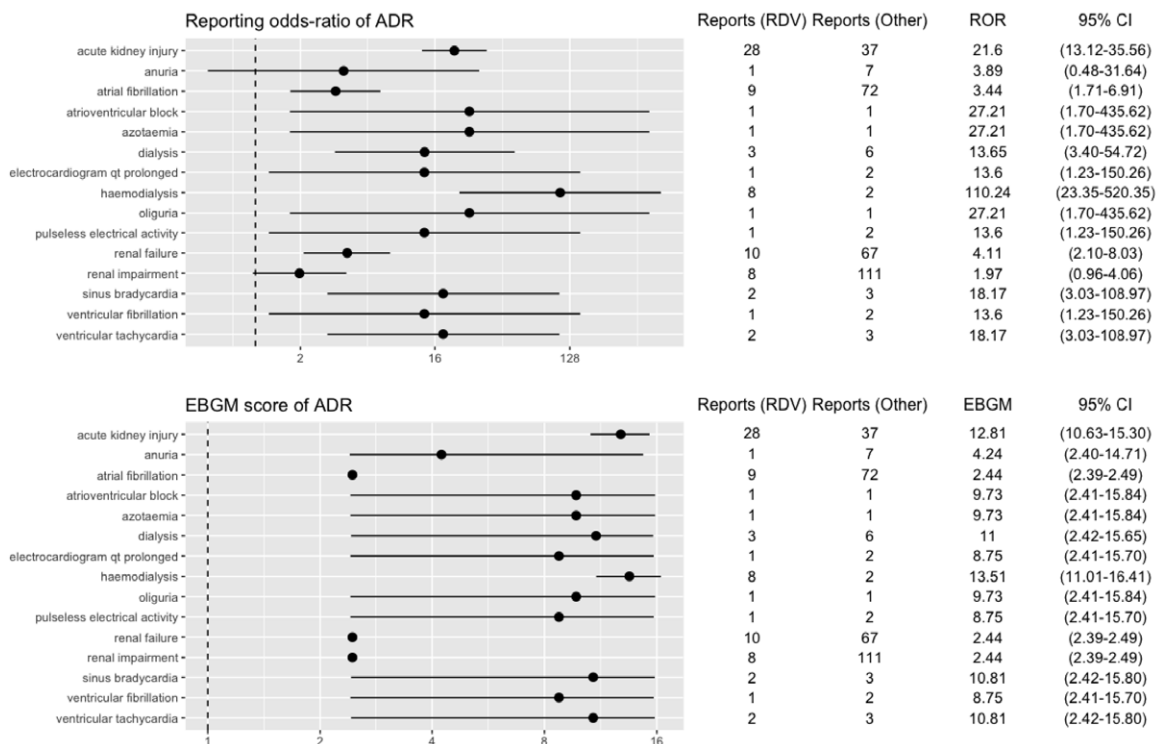 Reporting odds-ratio of ADR Reports (RDV) Reports (Other) ROR 95% CI
acute kidney injury 28 37 21.6 (13.12-35.56)
anuria 1 7 3.89 (0.48-31.64)
atrial fibrillation 9 72 3.44 (1.71-6.91)
atrioventricular block 1 1 27.21 (1.70-435.62)
azotaemia 1 1 27.21 (1.70-435.62)
dialysis 3 6 13.65 (3.40-54.72)
electrocardiogram qt prolonged 1 2 13.6 (1.23-150.26)
haemodialysis 8 2 110.24 (23.35-520.35)
oliguria 1 1 27.21 (1.70-435.62)
pulseless electrical activity 1 2 13.6 (1.23-150.26)
renal failure 10 67 4.11 (2.10-8.03)
renal impairment 8 111 1.97 (0.96-4.06)
sinus bradycardia 2 3 18.17 (3.03-108.97)
ventricular fibrillation 1 2 13.6 (1.23-150.26)
ventricular tachycardia 2 3 18.17 (3.03-108.97)
2 16 128
EBGM score of ADR Reports (RDV) Reports (Other) EBGM 95% CI
acute kidney injury 28 37 12.81 (10.63-15.30)
anuria 1 7 4.24 (2.40-14.71)
atrial fibrillation 9 72 2.44 (2.39-2.49)
atrioventricular block 1 1 9.73 (2.41-15.84)
azotaemia 1 1 9.73 (2.41-15.84)
dialysis 3 6 11 (2.42-15.65)
electrocardiogram qt prolonged 1 2 8.75 (2.41-15.70)
haemodialysis 8 2 13.51 (11.01-16.41)
oliguria 1 1 9.73 (2.41-15.84)
pulseless electrical activity 1 2 8.75 (2.41-15.70)
renal failure 10 67 2.44 (2.39-2.49)
renal impairment 8 111 2.44 (2.39-2.49)
sinus bradycardia 2 3 10.81 (2.42-15.80)
ventricular fibrillation 1 2 8.75 (2.41-15.70)
ventricular tachycardia 2 3 10.81 (2.42-15.80)
1 2 4 8 16